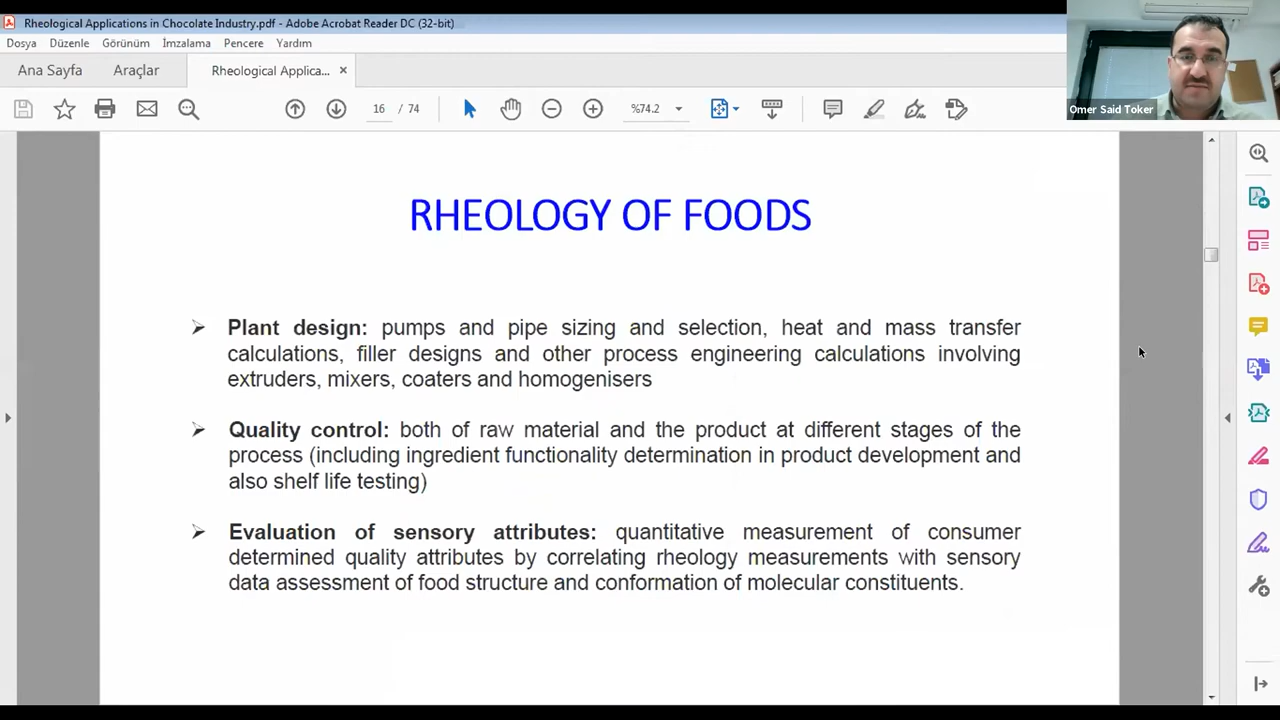 Rheological Applications in Chocolate Industry.pdf - Adobe Acrobat Reader DC (32-bit)
Dosya Düzenle Görünüm İmzalama Pencere Yardım
Ana Sayfa Araçlar Rheological Applica...
16 / 74 %74.2
Omer Said Toker
RHEOLOGY OF FOODS
Plant design: pumps and pipe sizing and selection, heat and mass transfer
calculations, filler designs and other process engineering calculations involving
extruders, mixers, coaters and homogenisers
Quality control: both of raw material and the product at different stages of the
process (including ingredient functionality determination in product development and
also shelf life testing)
Evaluation of sensory attributes: quantitative measurement of consumer
determined quality attributes by correlating rheology measurements with sensory
data assessment of food structure and conformation of molecular constituents.